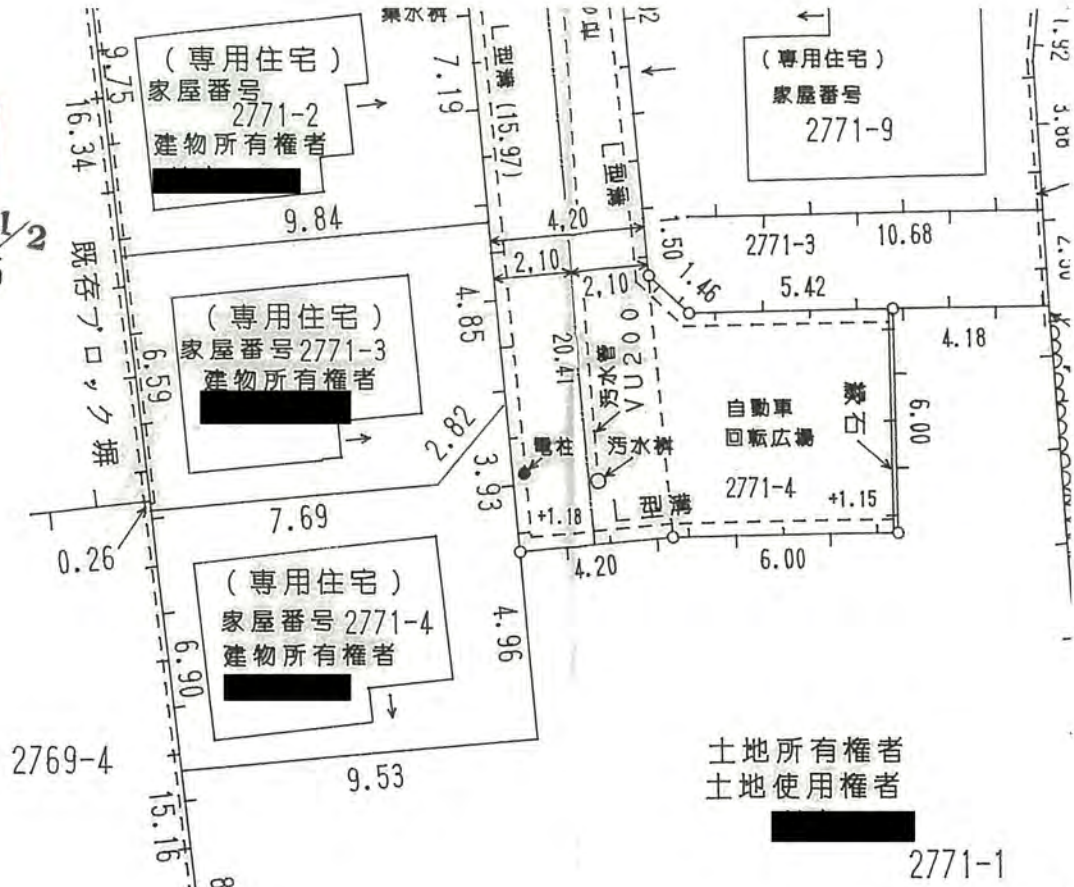 集水桝
(専用住宅)
家屋番号
2771-2
建物所有権者
9.75
16.34
1/2
既存ブロック塀
9.84
7.19
L型溝(15.97)
L型溝
(専用住宅)
家屋番号
2771-9
1.92
3.88
4.20
2.10
2.10
1.50
1.46
2771-3
10.68
5.42
4.18
(専用住宅)
家屋番号2771-3
建物所有権者
6.59
4.85
20.41
汚水管
VU200
2.82
3.93
電柱
汚水桝
自動車
回転広場
2771-4
縁石
6.00
+1.18
L型溝
+1.15
7.69
0.26
4.20
6.00
(専用住宅)
家屋番号 2771-4
建物所有権者
6.90
4.96
2769-4
9.53
15.16
土地所有権者
土地使用権者
2771-1